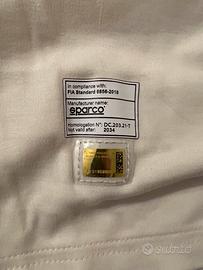 In compliance with:
FIA Standard 8856-2018
Manufacturer name:
sparco
Homologation N°: DC.203.21-T
Not valid after: 2034